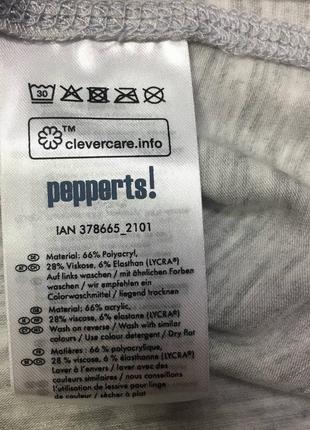 30
™
clevercare.info
pepperts!
IAN 378665_2101
DE Material: 66% Polyacryl,
AT CH 28% Viskose, 6% Elasthan (LYCRA®)
Auf links waschen / mit ähnlichen Farben
waschen / wir empfehlen ein
Colorwaschmittel / liegend trocknen
Material: 66% acrylic,
28% viscose, 6% elastane (LYCRA®)
Wash on reverse / Wash with similar
colours / Use colour detergent / Dry flat
Matières : 66 % polyacrylique,
28 % viscose, 6 % élasthanne (LYCRA®)
Laver à l'envers / laver avec des
couleurs similaires / nous conseillons
l'utilisation de lessive pour linge
de couleur / sécher à plat